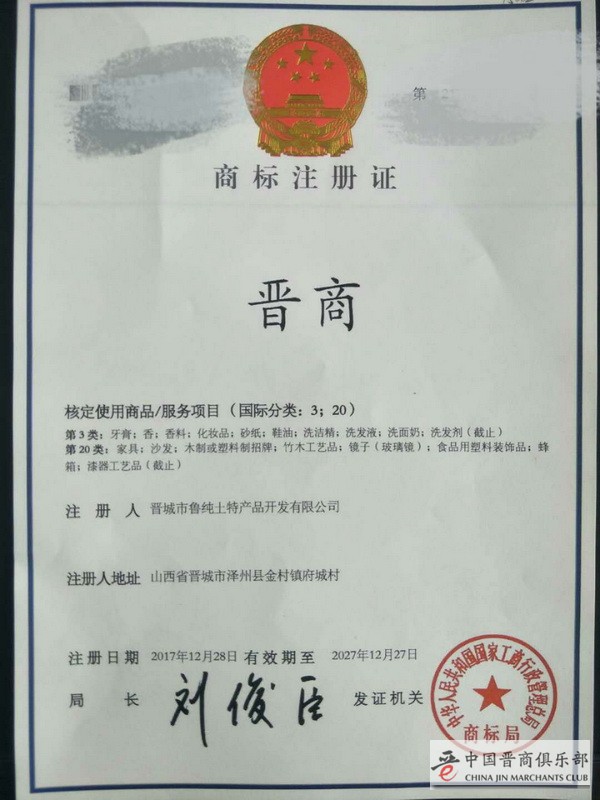 第
商标注册证
晋商
核定使用商品/服务项目（国际分类：3；20）
第3类：牙膏；香；香料；化妆品；砂纸；鞋油；洗洁精；洗发液；洗面奶；洗发剂（截止）
第20类：家具；沙发；木制或塑料制招牌；竹木工艺品；镜子（玻璃镜）；食品用塑料装饰品；蜂
箱；漆器工艺品（截止）
注册人 晋城市鲁纯土特产品开发有限公司
注册人地址 山西省晋城市泽州县金村镇府城村
注册日期 2017年12月28日 有效期至 2027年12月27日
局长 刘俊臣 发证机关
中华人民共和国国家工商行政管理总局
商标局
中国晋商俱乐部
CHINA JIN MARCHANTS CLUB